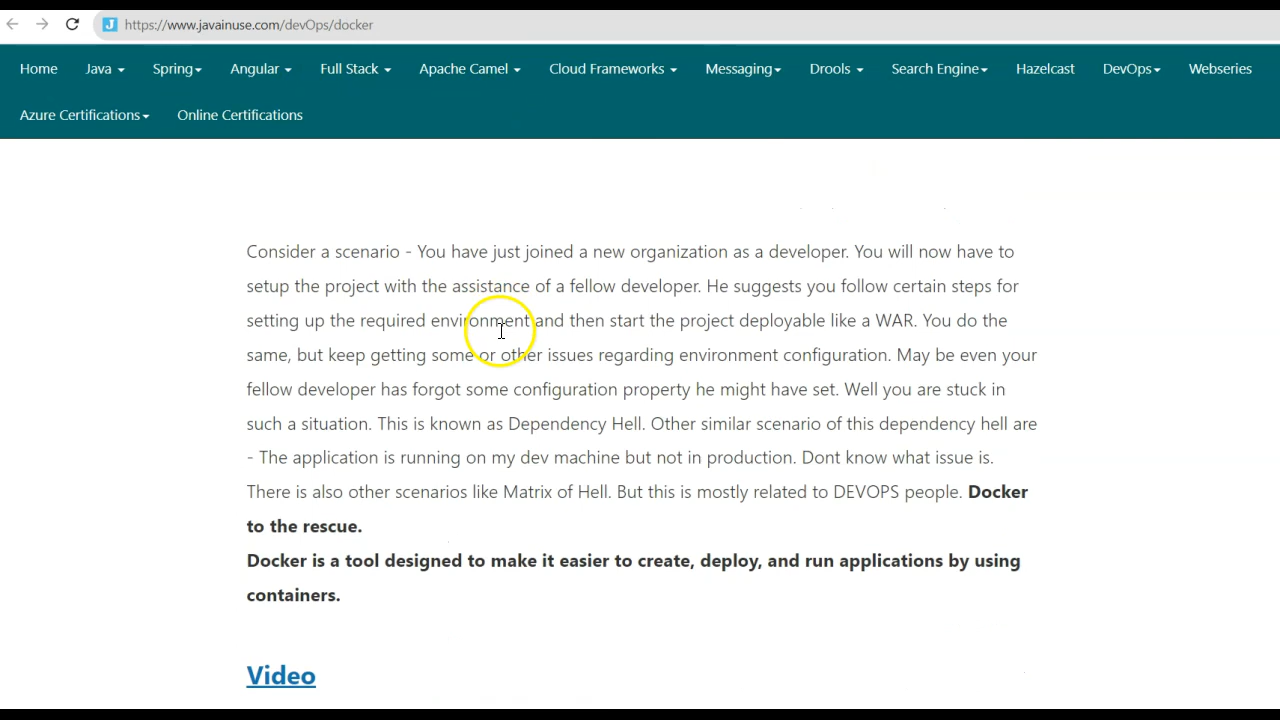 https://www.javainuse.com/devOps/docker
Home Java Spring Angular Full Stack Apache Camel Cloud Frameworks Messaging Drools Search Engine Hazelcast DevOps Webseries
Azure Certifications Online Certifications
Consider a scenario - You have just joined a new organization as a developer. You will now have to
setup the project with the assistance of a fellow developer. He suggests you follow certain steps for
setting up the required environment and then start the project deployable like a WAR. You do the
same, but keep getting some or other issues regarding environment configuration. May be even your
fellow developer has forgot some configuration property he might have set. Well you are stuck in
such a situation. This is known as Dependency Hell. Other similar scenario of this dependency hell are
- The application is running on my dev machine but not in production. Dont know what issue is.
There is also other scenarios like Matrix of Hell. But this is mostly related to DEVOPS people. Docker
to the rescue.
Docker is a tool designed to make it easier to create, deploy, and run applications by using
containers.
Video